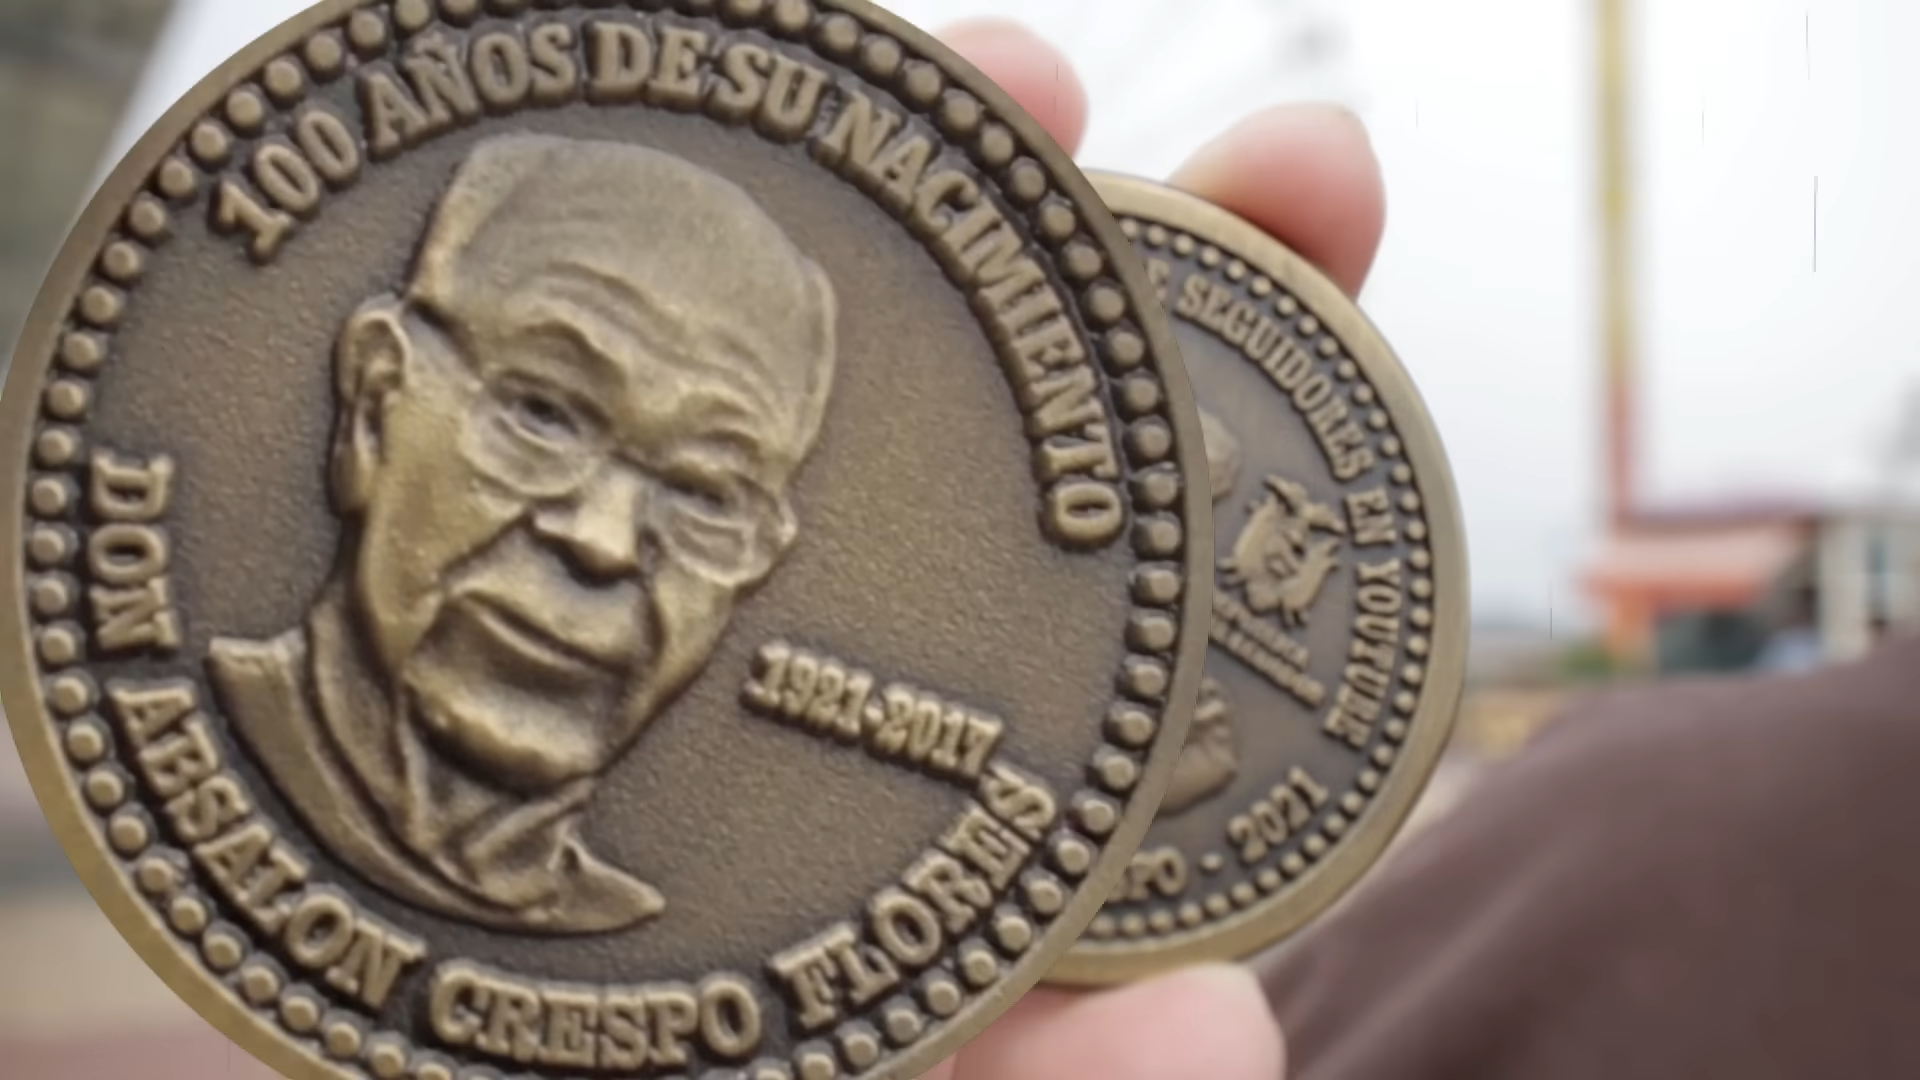 100 AÑOS DE SU NACIMIENTO
DON ABSALON CRESPO FLORES
1921-2017
SEGUIDORES EN YOUTUBE
2021